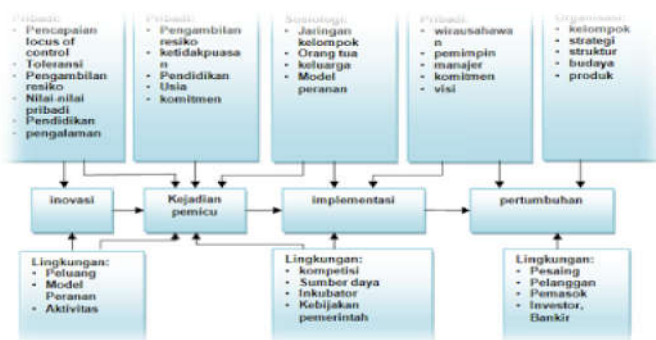 Pribadi:
- Pencapaian
locus of
control
- Toleransi
- Pengambilan
resiko
- Nilai-nilai
pribadi
- Pendidikan
- pengalaman
Pribadi:
- Pengambilan
resiko
- ketidakpuasa
n
- Pendidikan
- Usia
- komitmen
Sosiologi:
- Jaringan
kelompok
- Orang tua
- keluarga
- Model
peranan
Pribadi:
- wirausahawa
n
- pemimpin
- manajer
- komitmen
- visi
Organisasi:
- kelompok
- strategi
- struktur
- budaya
- produk
inovasi
Kejadian
pemicu
implementasi
pertumbuhan
Lingkungan:
• Peluang
• Model
Peranan
• Aktivitas
Lingkungan:
• kompetisi
• Sumber daya
• Inkubator
• Kebijakan
pemerintah
Lingkungan:
• Pesaing
• Pelanggan
• Pemasok
• Investor,
Bankir